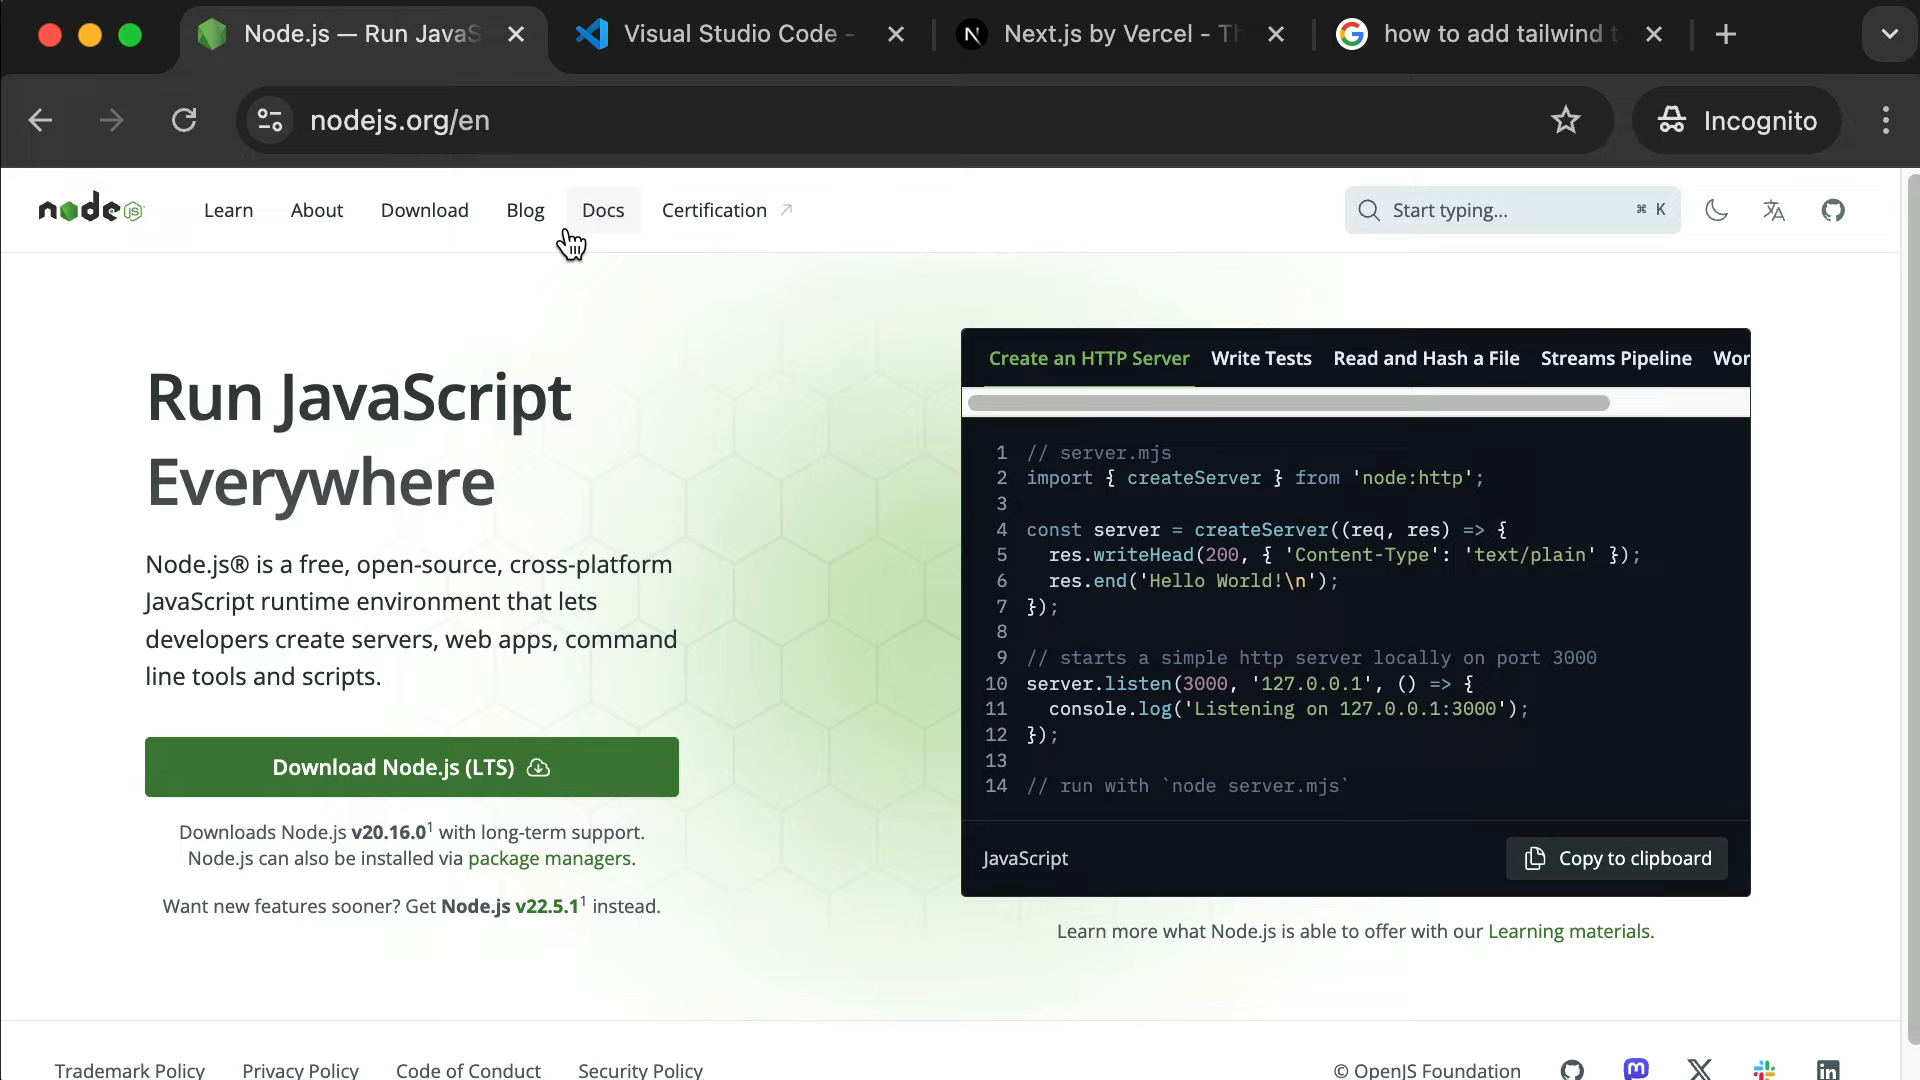 Node.js — Run JavaS
Visual Studio Code -
Next.js by Vercel - Th
how to add tailwind t
nodejs.org/en
Incognito
node JS
Learn
About
Download
Blog
Docs
Certification
Start typing...
⌘ K
Run JavaScript
Everywhere
Node.js® is a free, open-source, cross-platform
JavaScript runtime environment that lets
developers create servers, web apps, command
line tools and scripts.
Download Node.js (LTS)
Downloads Node.js v20.16.0¹ with long-term support.
Node.js can also be installed via package managers.
Want new features sooner? Get Node.js v22.5.1¹ instead.
Create an HTTP Server
Write Tests
Read and Hash a File
Streams Pipeline
Wor
1 // server.mjs
2 import { createServer } from 'node:http';
3
4 const server = createServer((req, res) => {
5   res.writeHead(200, { 'Content-Type': 'text/plain' });
6   res.end('Hello World!\n');
7 });
8
9 // starts a simple http server locally on port 3000
10 server.listen(3000, '127.0.0.1', () => {
11   console.log('Listening on 127.0.0.1:3000');
12 });
13
14 // run with `node server.mjs`
JavaScript
Copy to clipboard
Learn more what Node.js is able to offer with our Learning materials.
Trademark Policy
Privacy Policy
Code of Conduct
Security Policy
© OpenJS Foundation